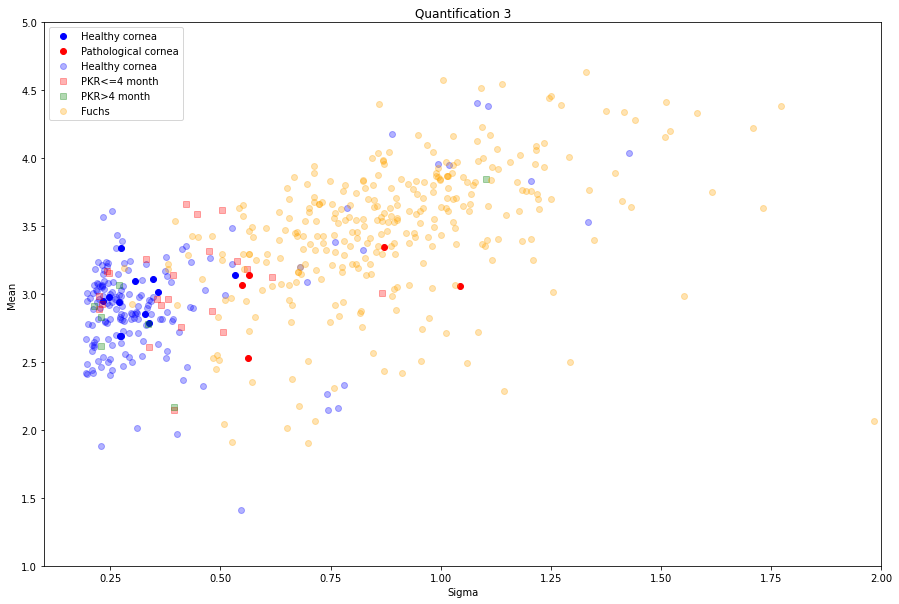 Quantification 3
5.0
4.5
4.0
3.5
3.0
2.5
2.0
1.5
1.0
Mean
Healthy cornea
Pathological cornea
Healthy cornea
PKR<=4 month
PKR>4 month
Fuchs
0.25 0.50 0.75 1.00 1.25 1.50 1.75 2.00
Sigma